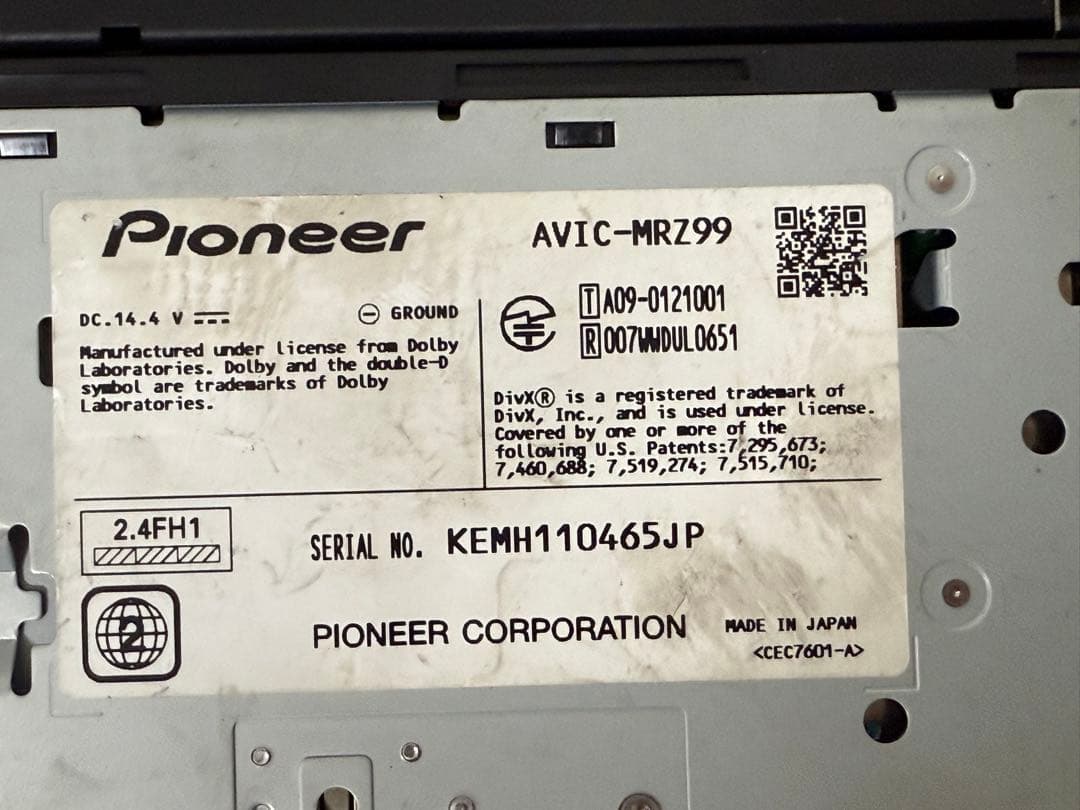 Pioneer
AVIC-MRZ99
DC.14.4 V
GROUND
Manufactured under license from Dolby
Laboratories. Dolby and the double-D
symbol are trademarks of Dolby
Laboratories.
T A09-0121001
R 007WWDUL0651
DivX® is a registered trademark of
DivX, Inc., and is used under license.
Covered by one or more of the
following U.S. Patents:7,295,673;
7,460,688; 7,519,274; 7,515,710;
2.4FH1
SERIAL NO. KEMH110465JP
2
PIONEER CORPORATION
MADE IN JAPAN
<CEC7601-A>